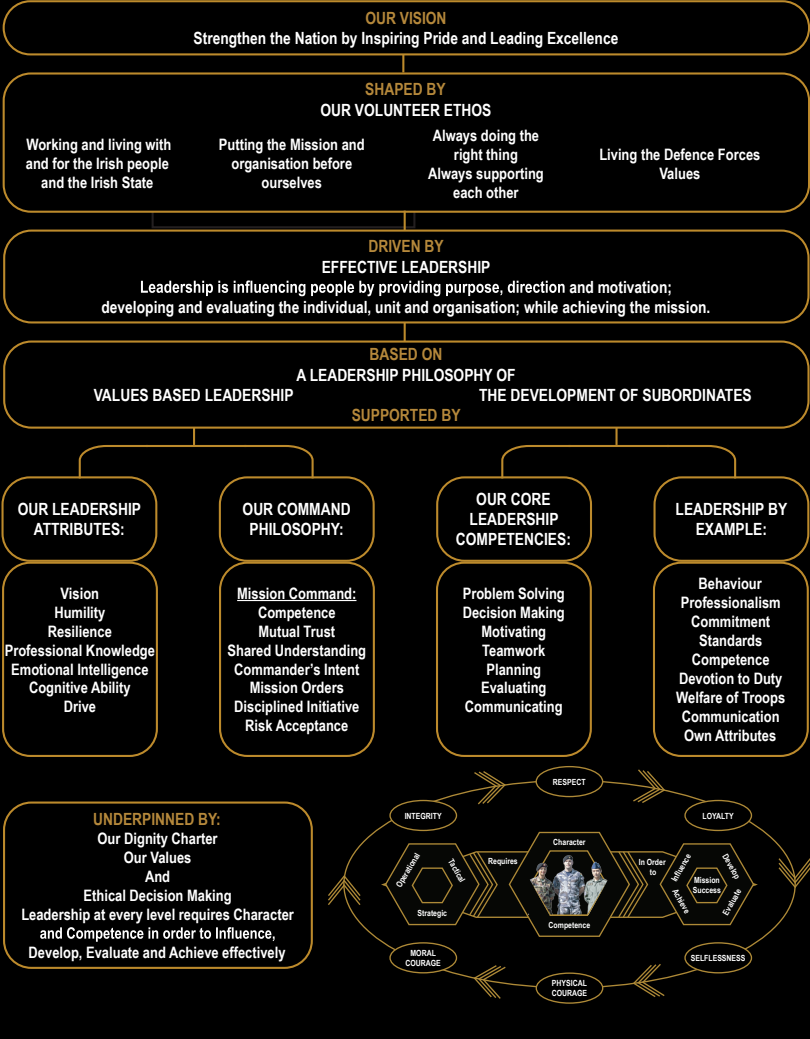 OUR VISION
Strengthen the Nation by Inspiring Pride and Leading Excellence
SHAPED BY
OUR VOLUNTEER ETHOS
Working and living with
and for the Irish people
and the Irish State
Putting the Mission and
organisation before
ourselves
Always doing the
right thing
Always supporting
each other
Living the Defence Forces
Values
DRIVEN BY
EFFECTIVE LEADERSHIP
Leadership is influencing people by providing purpose, direction and motivation;
developing and evaluating the individual, unit and organisation; while achieving the mission.
BASED ON
A LEADERSHIP PHILOSOPHY OF
VALUES BASED LEADERSHIP
THE DEVELOPMENT OF SUBORDINATES
SUPPORTED BY
OUR LEADERSHIP
ATTRIBUTES:
Vision
Humility
Resilience
Professional Knowledge
Emotional Intelligence
Cognitive Ability
Drive
OUR COMMAND
PHILOSOPHY:
Mission Command:
Competence
Mutual Trust
Shared Understanding
Commander's Intent
Mission Orders
Disciplined Initiative
Risk Acceptance
OUR CORE
LEADERSHIP
COMPETENCIES:
Problem Solving
Decision Making
Motivating
Teamwork
Planning
Evaluating
Communicating
LEADERSHIP BY
EXAMPLE:
Behaviour
Professionalism
Commitment
Standards
Competence
Devotion to Duty
Welfare of Troops
Communication
Own Attributes
UNDERPINNED BY:
Our Dignity Charter
Our Values
And
Ethical Decision Making
Leadership at every level requires Character
and Competence in order to Influence,
Develop, Evaluate and Achieve effectively
RESPECT
INTEGRITY
LOYALTY
Operational
Tactical
Strategic
Requires
Character
Competence
In Order
to
Influence
Develop
Mission
Success
Achieve
Evaluate
MORAL
COURAGE
SELFLESSNESS
PHYSICAL
COURAGE